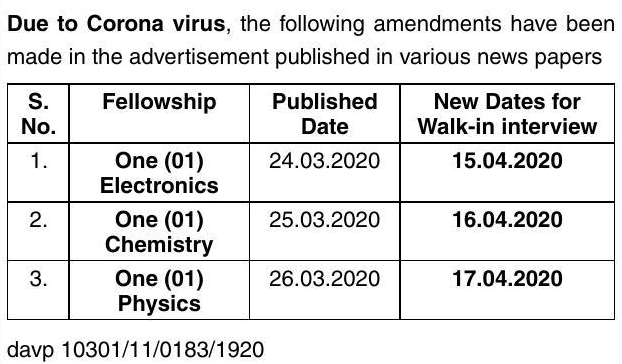 Due to Corona virus, the following amendments have been
made in the advertisement published in various news papers
S. No. Fellowship Published Date New Dates for Walk-in interview
1. One (01) Electronics 24.03.2020 15.04.2020
2. One (01) Chemistry 25.03.2020 16.04.2020
3. One (01) Physics 26.03.2020 17.04.2020
davp 10301/11/0183/1920